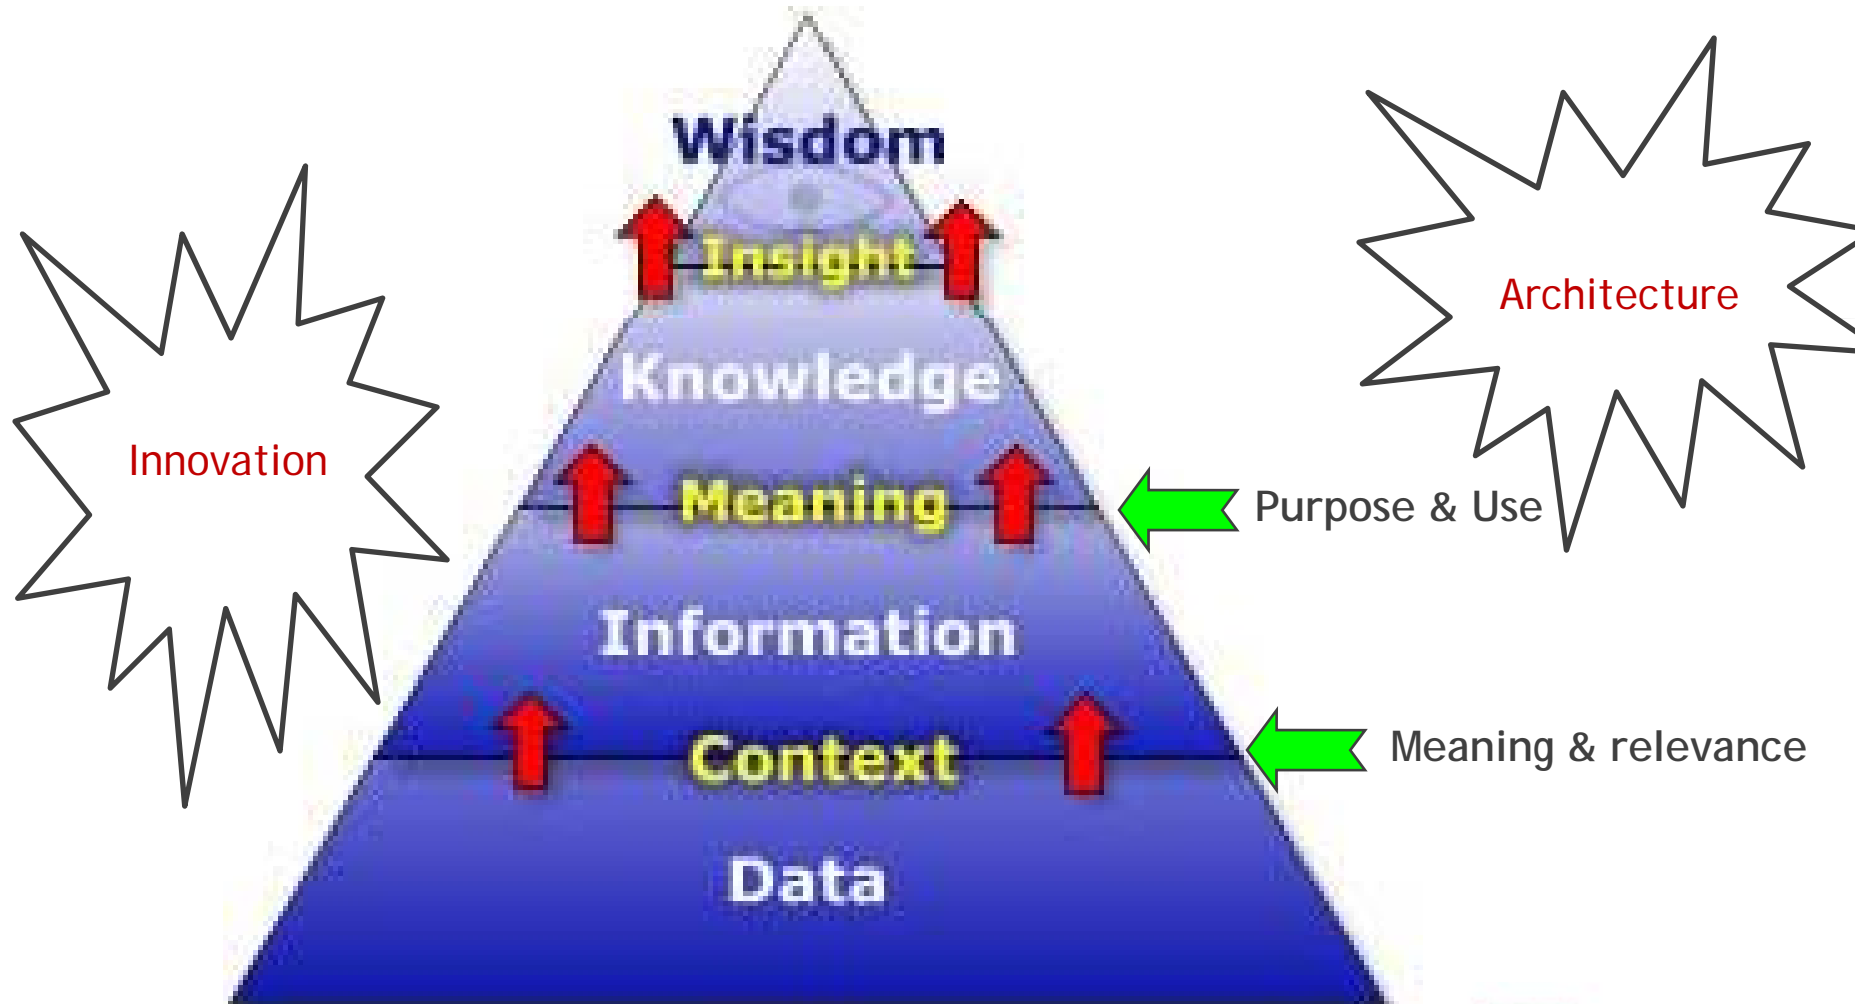 Wisdom
Insight
Architecture
Knowledge
Innovation
Meaning
Purpose & Use
Information
Context
Meaning & relevance
Data